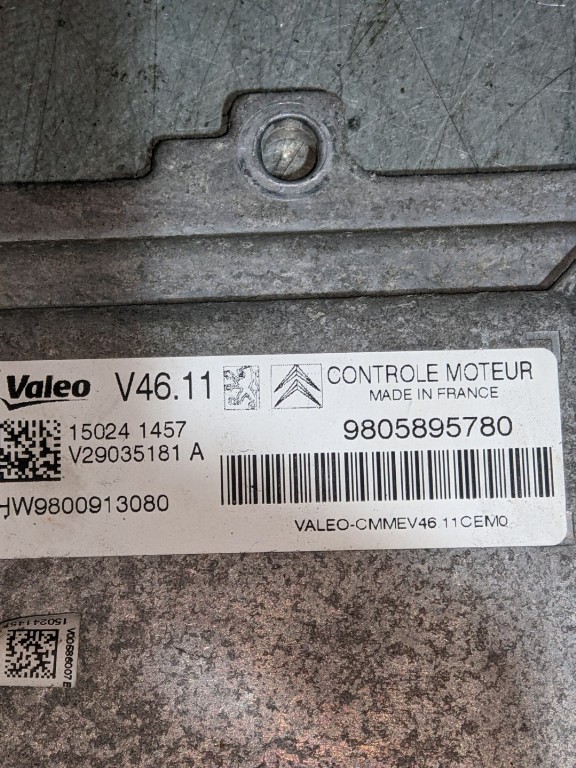 Valeo V46.11 CONTROLE MOTEUR
MADE IN FRANCE
15024 1457
9805895780
V29035181 A
HW9800913080
VALEO-CMMEV46.11CEM0